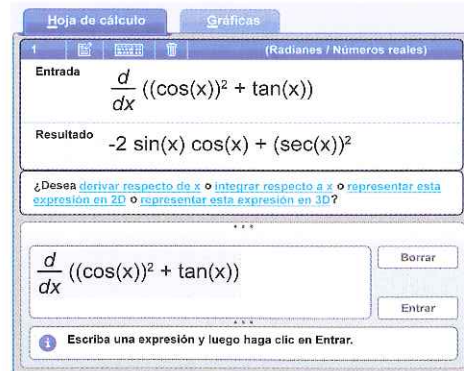 Hoja de cálculo
Gráficas
1
(Radianes / Números reales)
Entrada
d/dx ((cos(x))² + tan(x))
Resultado
-2 sin(x) cos(x) + (sec(x))²
¿Desea derivar respecto de x o integrar respecto a x o representar esta
expresión en 2D o representar esta expresión en 3D?
d/dx ((cos(x))² + tan(x))
Borrar
Entrar
Escriba una expresión y luego haga clic en Entrar.